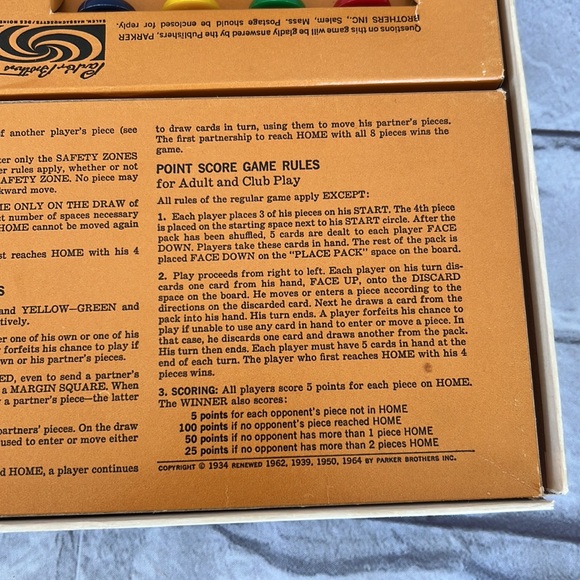 Questions on this game will be gladly answered by the Publishers, PARKER
BROTHERS INC., Salem, Mass. Postage should be enclosed for reply.
Parker Brothers
of another player's piece (see
ter only the SAFETY ZONES
er rules apply, whether or not
SAFETY ZONE. No piece may
kward move.
ME ONLY ON THE DRAW of
ct number of spaces necessary
HOME cannot be moved again
st reaches HOME with his 4
S
and YELLOW—GREEN and
tively.
er one of his own or one of his
r forfeits his chance to play if
wn or his partner's pieces.
ED, even to send a partner's
a MARGIN SQUARE. When
y a partner's piece—the latter
partners' pieces. On the draw
used to enter or move either
d HOME, a player continues
to draw cards in turn, using them to move his partner's pieces.
The first partnership to reach HOME with all 8 pieces wins the
game.
POINT SCORE GAME RULES
for Adult and Club Play
All rules of the regular game apply EXCEPT:
1. Each player places 3 of his pieces on his START. The 4th piece
is placed on the starting space next to his START circle. After the
pack has been shuffled, 5 cards are dealt to each player FACE
DOWN. Players take these cards in hand. The rest of the pack is
placed FACE DOWN on the "PLACE PACK" space on the board.
2. Play proceeds from right to left. Each player on his turn dis-
cards one card from his hand, FACE UP, onto the DISCARD
space on the board. He moves or enters a piece according to the
directions on the discarded card. Next he draws a card from the
pack into his hand. His turn ends. A player forfeits his chance to
play if unable to use any card in hand to enter or move a piece. In
that case, he discards one card and draws another from the pack.
His turn then ends. Each player must have 5 cards in hand at the
end of each turn. The player who first reaches HOME with his 4
pieces wins.
3. SCORING: All players score 5 points for each piece on HOME.
The WINNER also scores:
5 points for each opponent's piece not in HOME
100 points if no opponent's piece reached HOME
50 points if no opponent has more than 1 piece HOME
25 points if no opponent has more than 2 pieces HOME
COPYRIGHT © 1934 RENEWED 1962, 1939, 1950, 1964 BY PARKER BROTHERS INC.